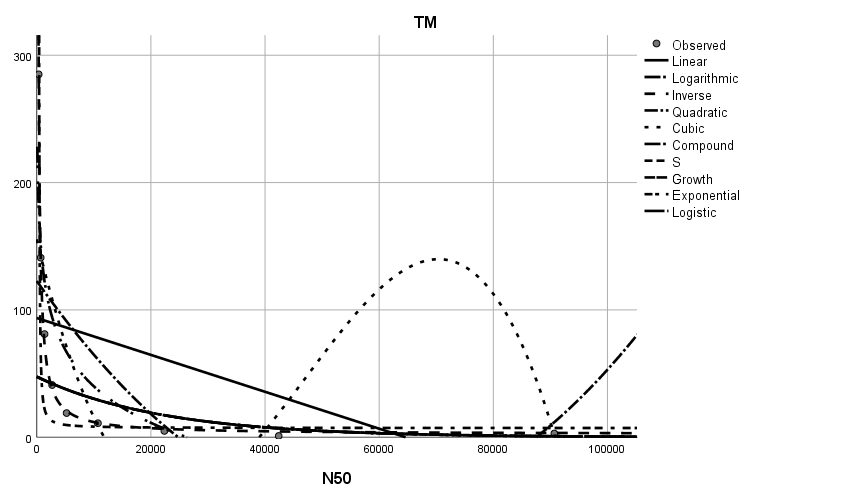 TM
300
200
100
0
0
20000
40000
60000
80000
100000
N50
Observed
Linear
Logarithmic
Inverse
Quadratic
Cubic
Compound
S
Growth
Exponential
Logistic